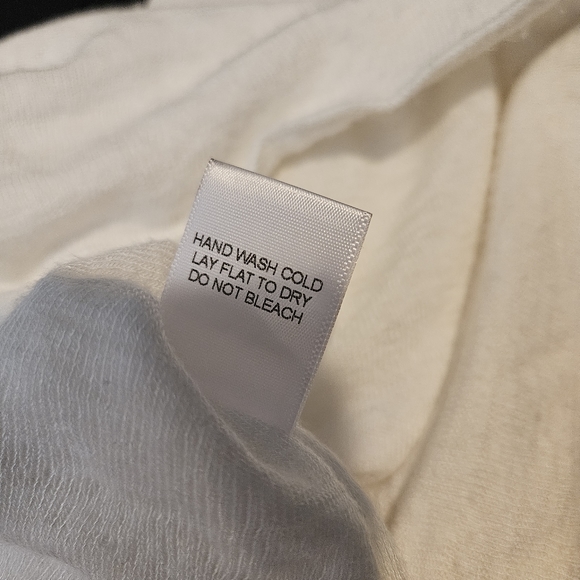 HAND WASH COLD
LAY FLAT TO DRY
DO NOT BLEACH